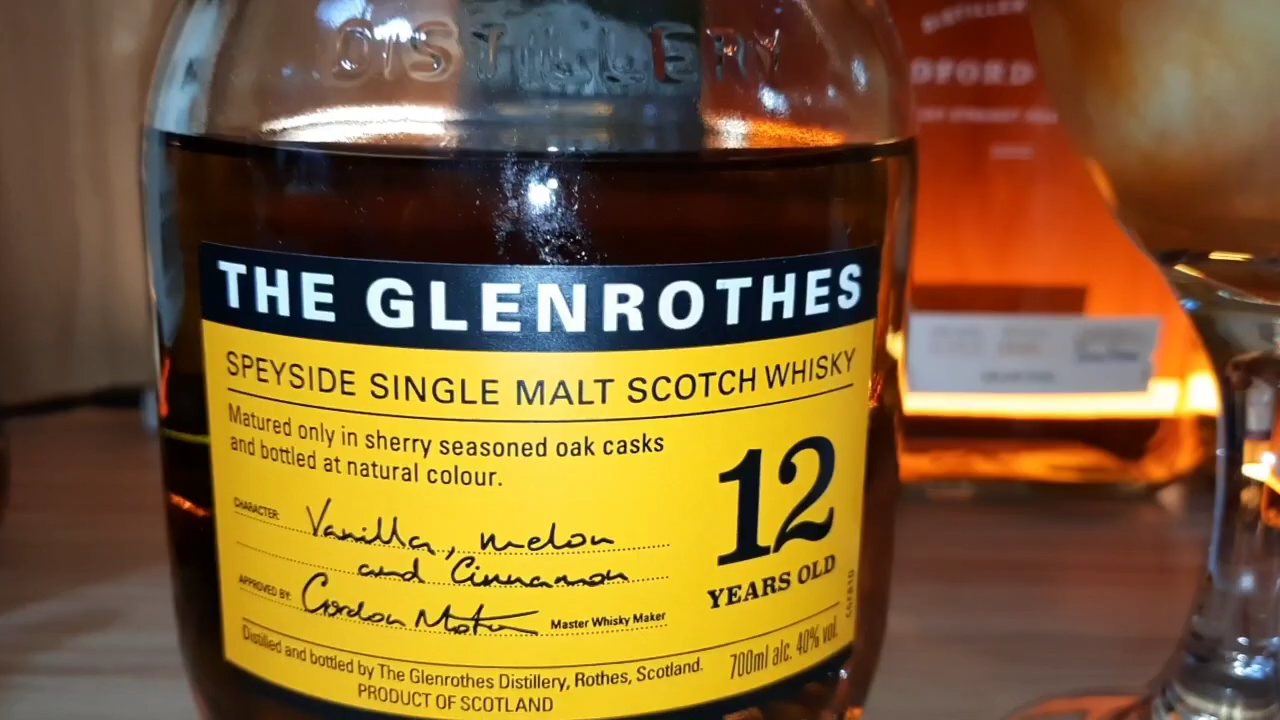 DISTILLERY
THE GLENROTHES
SPEYSIDE SINGLE MALT SCOTCH WHISKY
Matured only in sherry seasoned oak casks
and bottled at natural colour.
12
YEARS OLD
CHARACTER: Vanilla, melon
and Cinnamon
APPROVED BY: Gordon Motion Master Whisky Maker
Distilled and bottled by The Glenrothes Distillery, Rothes, Scotland.
700ml alc. 40% vol.
PRODUCT OF SCOTLAND
DISTILLER
DFORD